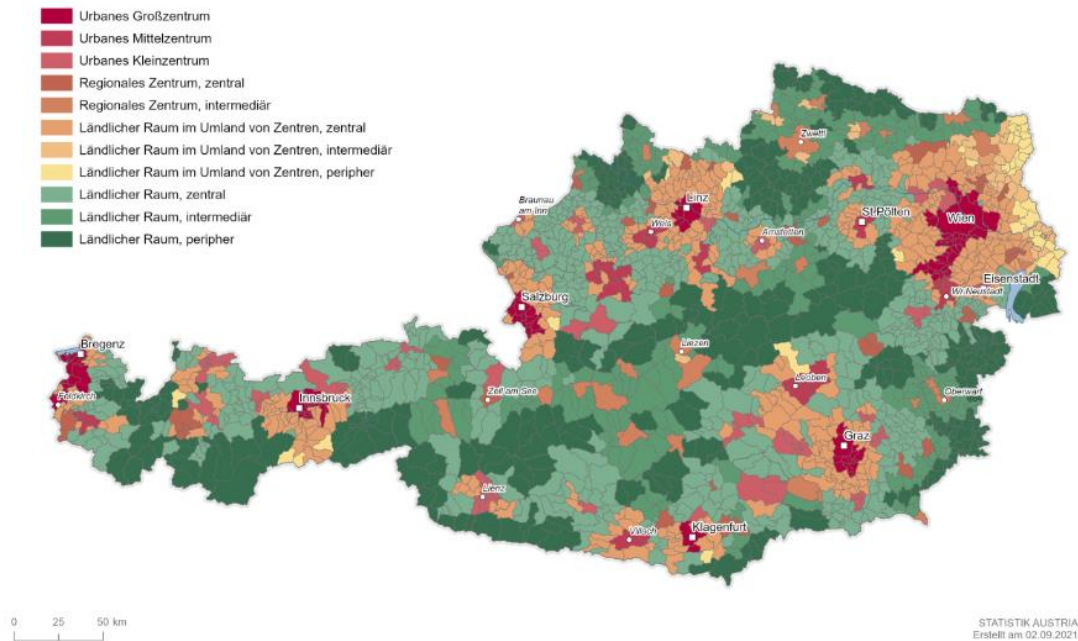 Urbanes Großzentrum
Urbanes Mittelzentrum
Urbanes Kleinzentrum
Regionales Zentrum, zentral
Regionales Zentrum, intermediär
Ländlicher Raum im Umland von Zentren, zentral
Ländlicher Raum im Umland von Zentren, intermediär
Ländlicher Raum im Umland von Zentren, peripher
Ländlicher Raum, zentral
Ländlicher Raum, intermediär
Ländlicher Raum, peripher
Zwettl
Braunau
am Inn
Linz
Wels
Amstetten
St.Pölten
Wien
Eisenstadt
Wr.Neustadt
Salzburg
Bregenz
Feldkirch
Innsbruck
Zell am See
Liezen
Leoben
Oberwart
Graz
Lienz
Villach
Klagenfurt
0 25 50 km
STATISTIK AUSTRIA
Erstellt am 02.09.2021